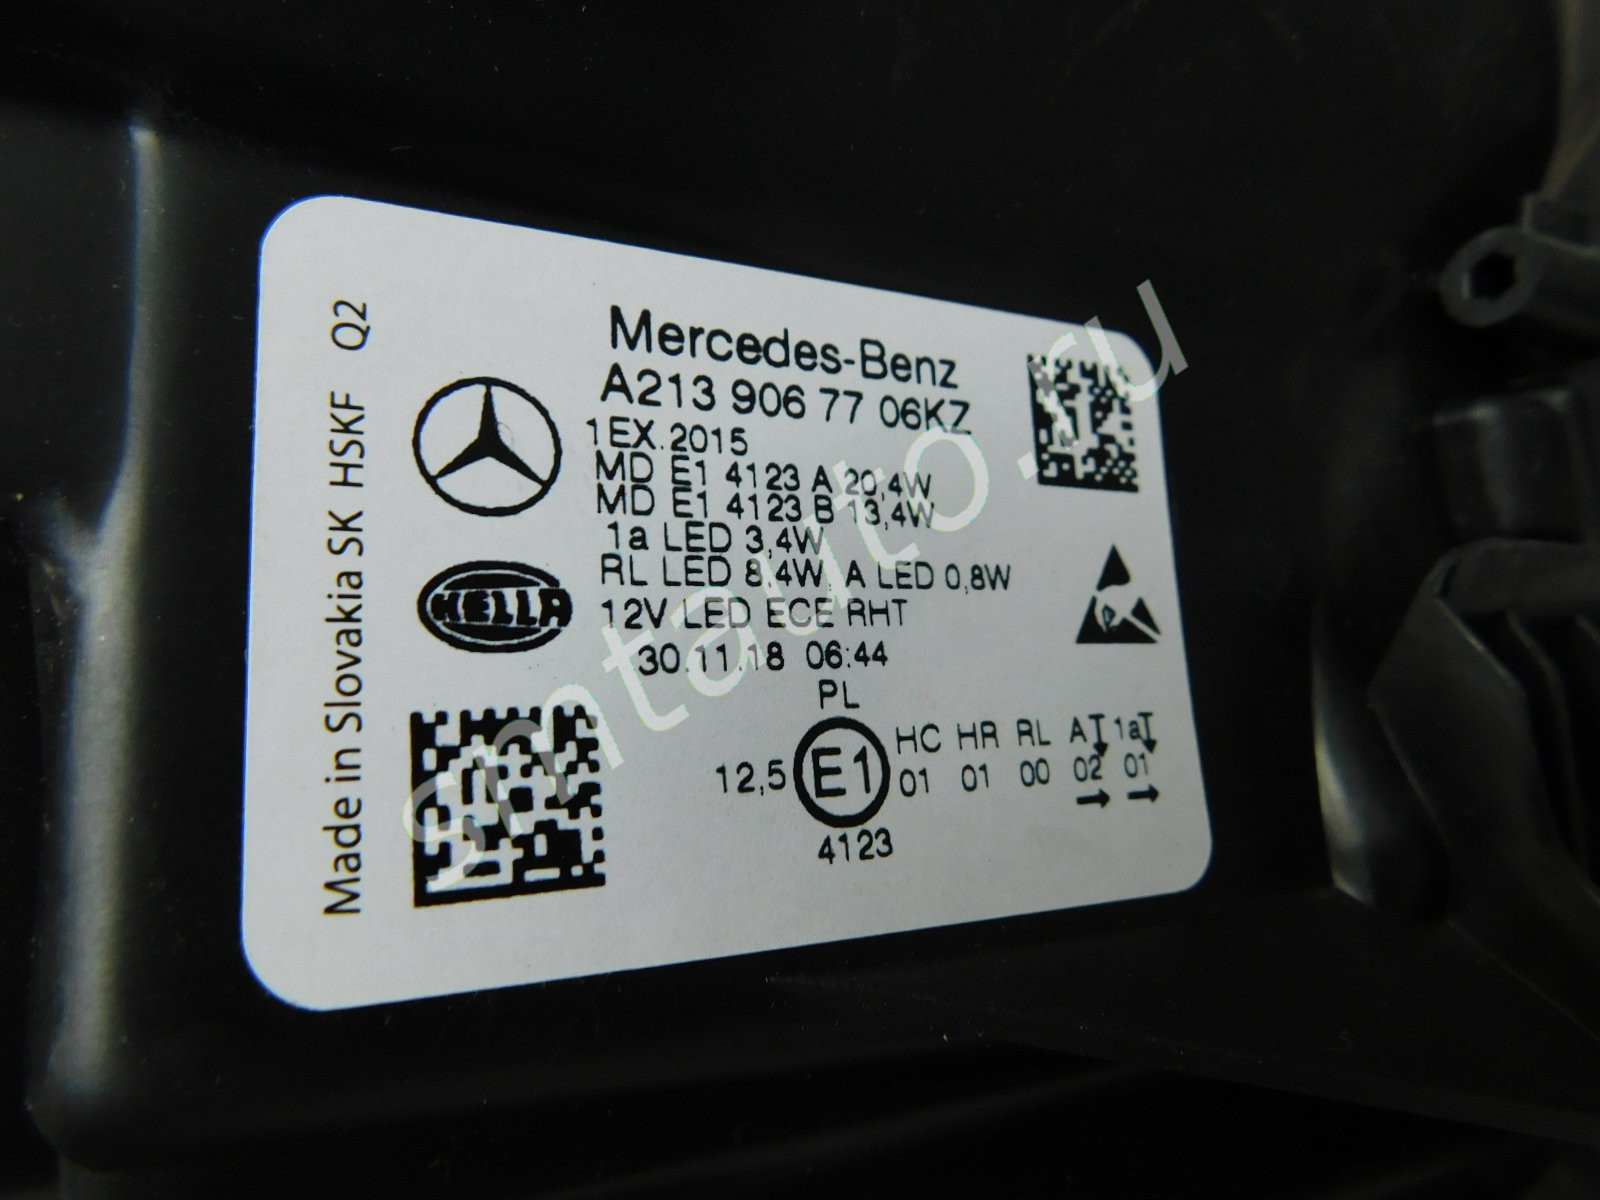 Made in Slovakia SK HSKF Q2
Mercedes-Benz
A213 906 77 06KZ
1EX.2015
MD E1 4123 A 20,4W
MD E1 4123 B 13,4W
1a LED 3,4W
RL LED 8,4W, A LED 0,8W
12V LED ECE RHT
30.11.18 06:44
PL
HELLA
12,5 E1 HC HR RL A 1a
01 01 00 02 01
4123
smtauto.ru